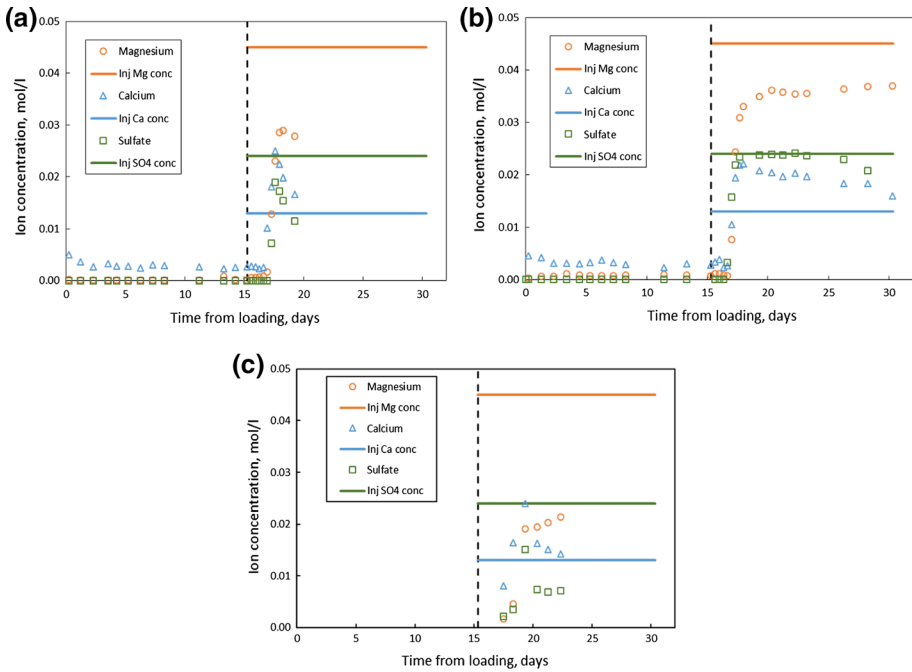 (a)
Ion concentration, mol/l
0.05
0.04
0.03
0.02
0.01
0.00
Magnesium
Inj Mg conc
Calcium
Inj Ca conc
Sulfate
Inj SO4 conc
0 5 10 15 20 25 30
Time from loading, days
(b)
Ion concentration, mol/l
0.05
0.04
0.03
0.02
0.01
0.00
Magnesium
Inj Mg conc
Calcium
Inj Ca conc
Sulfate
Inj SO4 conc
0 5 10 15 20 25 30
Time from loading, days
(c)
Ion concentration, mol/l
0.05
0.04
0.03
0.02
0.01
0.00
Magnesium
Inj Mg conc
Calcium
Inj Ca conc
Sulfate
Inj SO4 conc
0 5 10 15 20 25 30
Time from loading, days